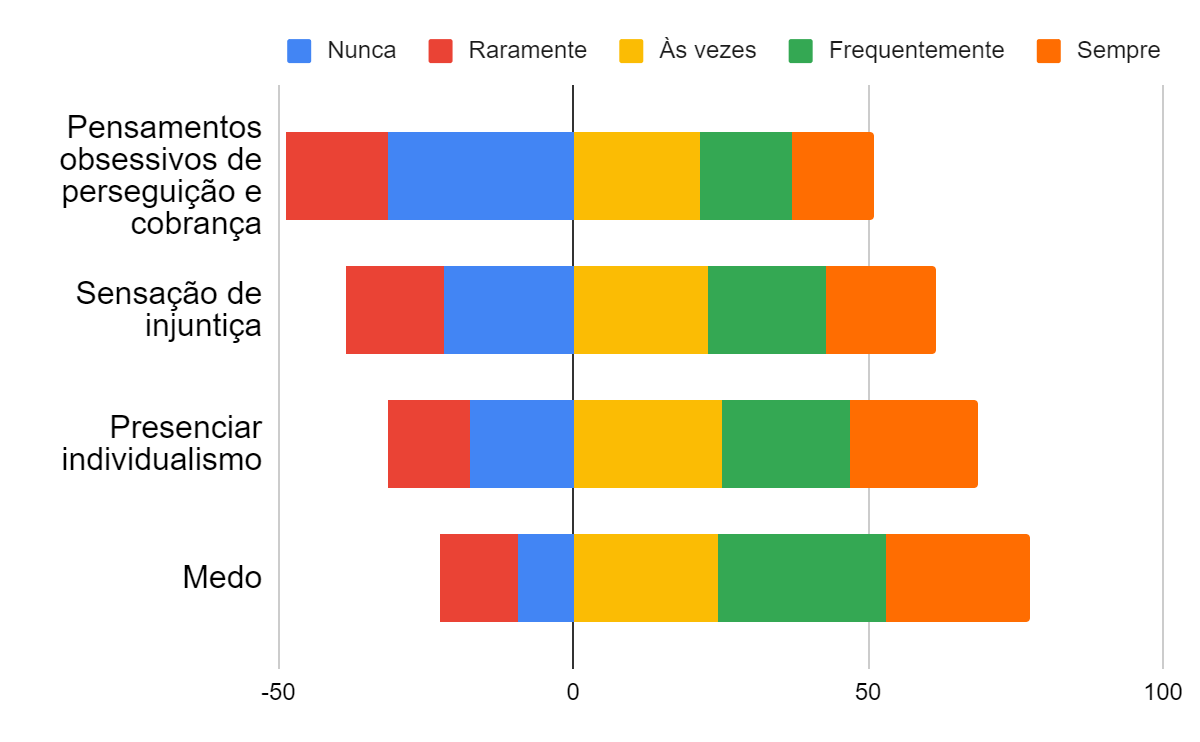 Nunca Raramente Às vezes Frequentemente Sempre
Pensamentos
obsessivos de
perseguição e
cobrança
Sensação de
injuntiça
Presenciar
individualismo
Medo
-50 0 50 100